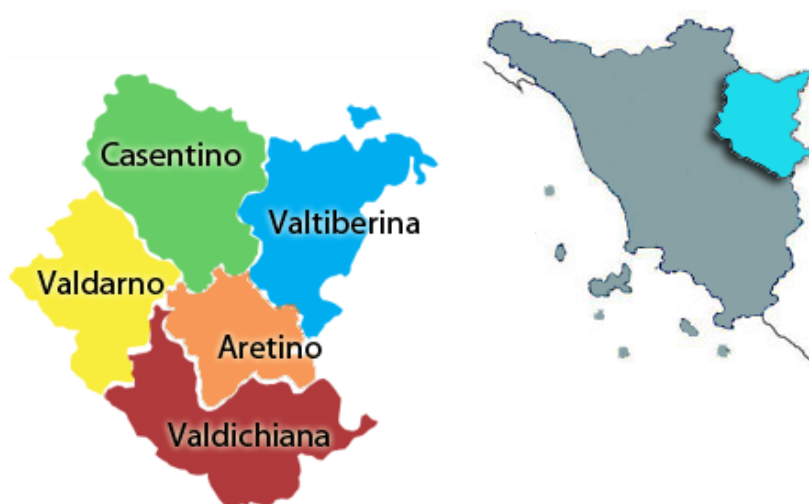 Casentino
Valtiberina
Valdarno
Aretino
Valdichiana